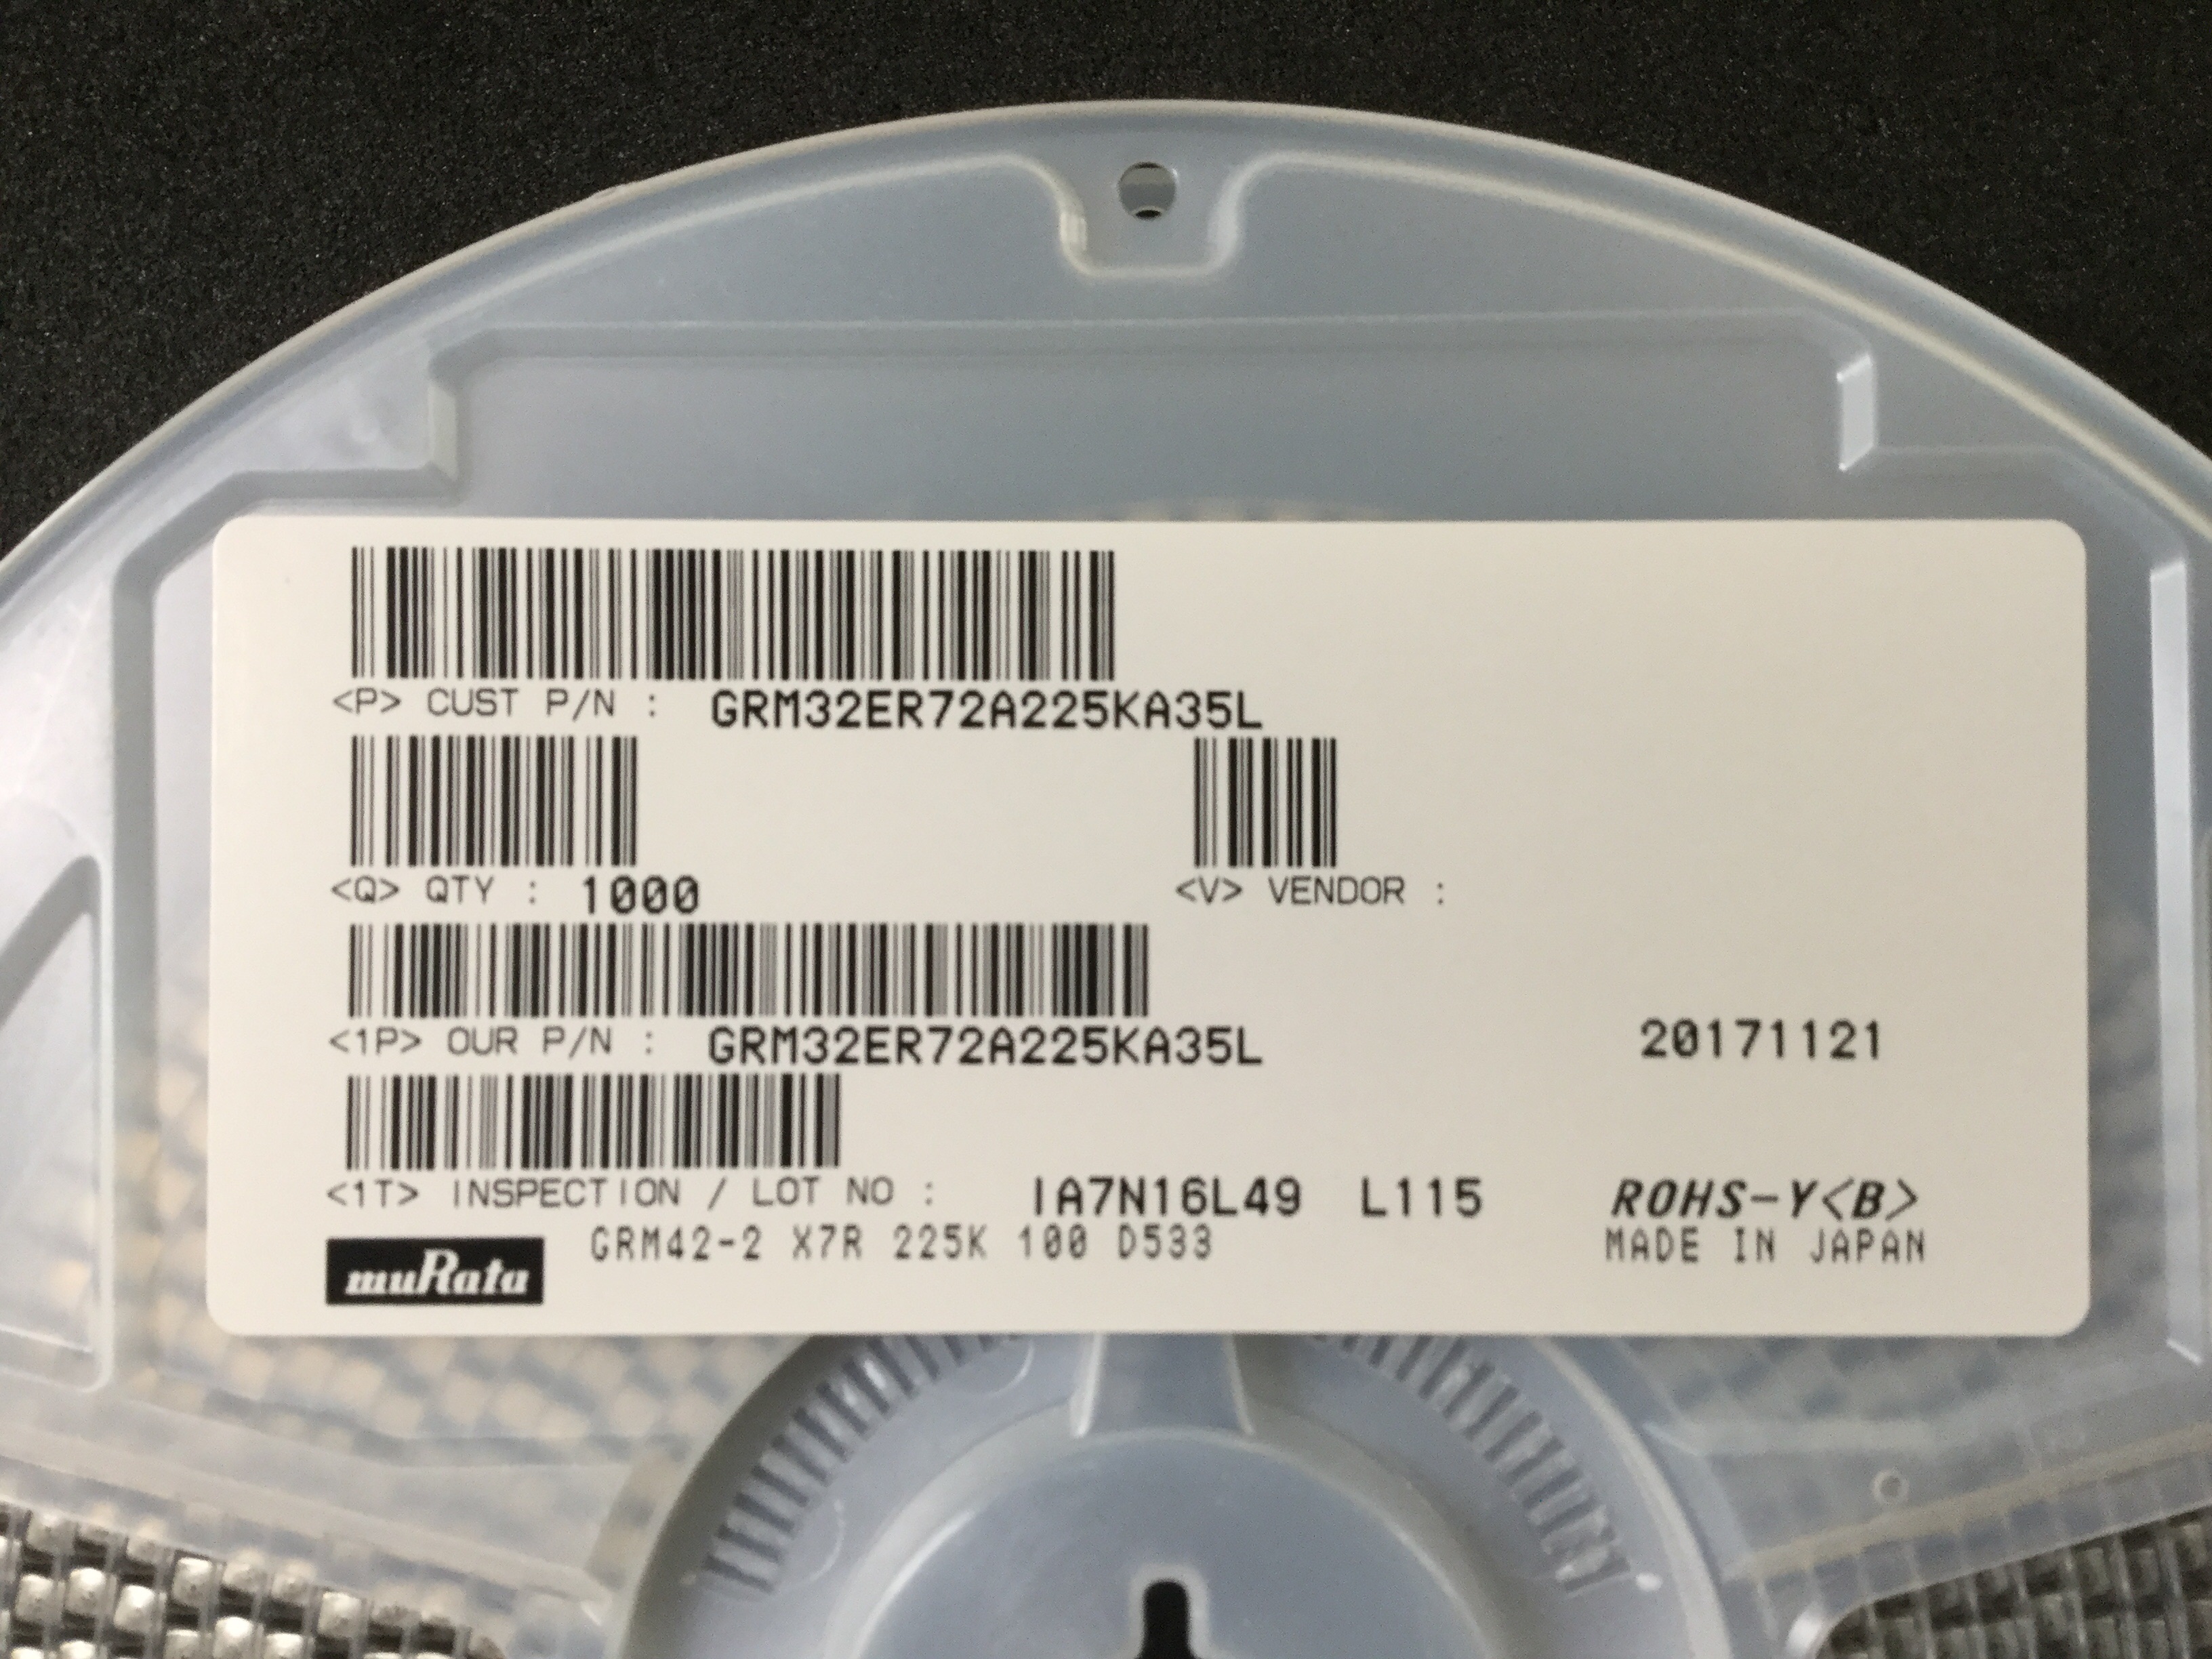 <P> CUST P/N : GRM32ER72A225KA35L
<Q> QTY : 1000 <V> VENDOR :
<1P> OUR P/N : GRM32ER72A225KA35L 20171121
<1T> INSPECTION / LOT NO : IA7N16L49 L115 ROHS-Y<B>
muRata GRM42-2 X7R 225K 100 D533 MADE IN JAPAN